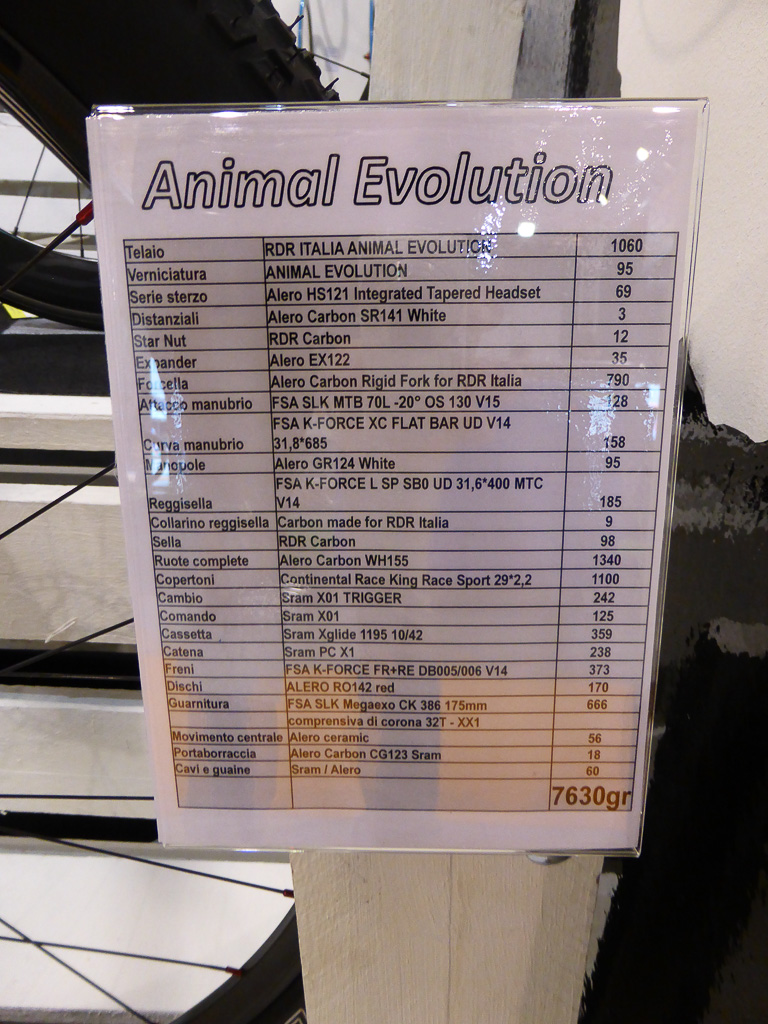 Animal Evolution
Telaio RDR ITALIA ANIMAL EVOLUTION 1060
Verniciatura ANIMAL EVOLUTION 95
Serie sterzo Alero HS121 Integrated Tapered Headset 69
Distanziali Alero Carbon SR141 White 3
Star Nut RDR Carbon 12
Expander Alero EX122 35
Forcella Alero Carbon Rigid Fork for RDR Italia 790
Attacco manubrio FSA SLK MTB 70L -20° OS 130 V15 128
FSA K-FORCE XC FLAT BAR UD V14
Curva manubrio 31,8*685 158
Manopole Alero GR124 White 95
FSA K-FORCE L SP SB0 UD 31,6*400 MTC
Reggisella V14 185
Collarino reggisella Carbon made for RDR Italia 9
Sella RDR Carbon 98
Ruote complete Alero Carbon WH155 1340
Copertoni Continental Race King Race Sport 29*2,2 1100
Cambio Sram X01 TRIGGER 242
Comando Sram X01 125
Cassetta Sram Xglide 1195 10/42 359
Catena Sram PC X1 238
Freni FSA K-FORCE FR+RE DB005/006 V14 373
Dischi ALERO RO142 red 170
Guarnitura FSA SLK Megaexo CK 386 175mm 666
comprensiva di corona 32T - XX1
Movimento centrale Alero ceramic 56
Portaborraccia Alero Carbon CG123 Sram 18
Cavi e guaine Sram / Alero 60
7630gr